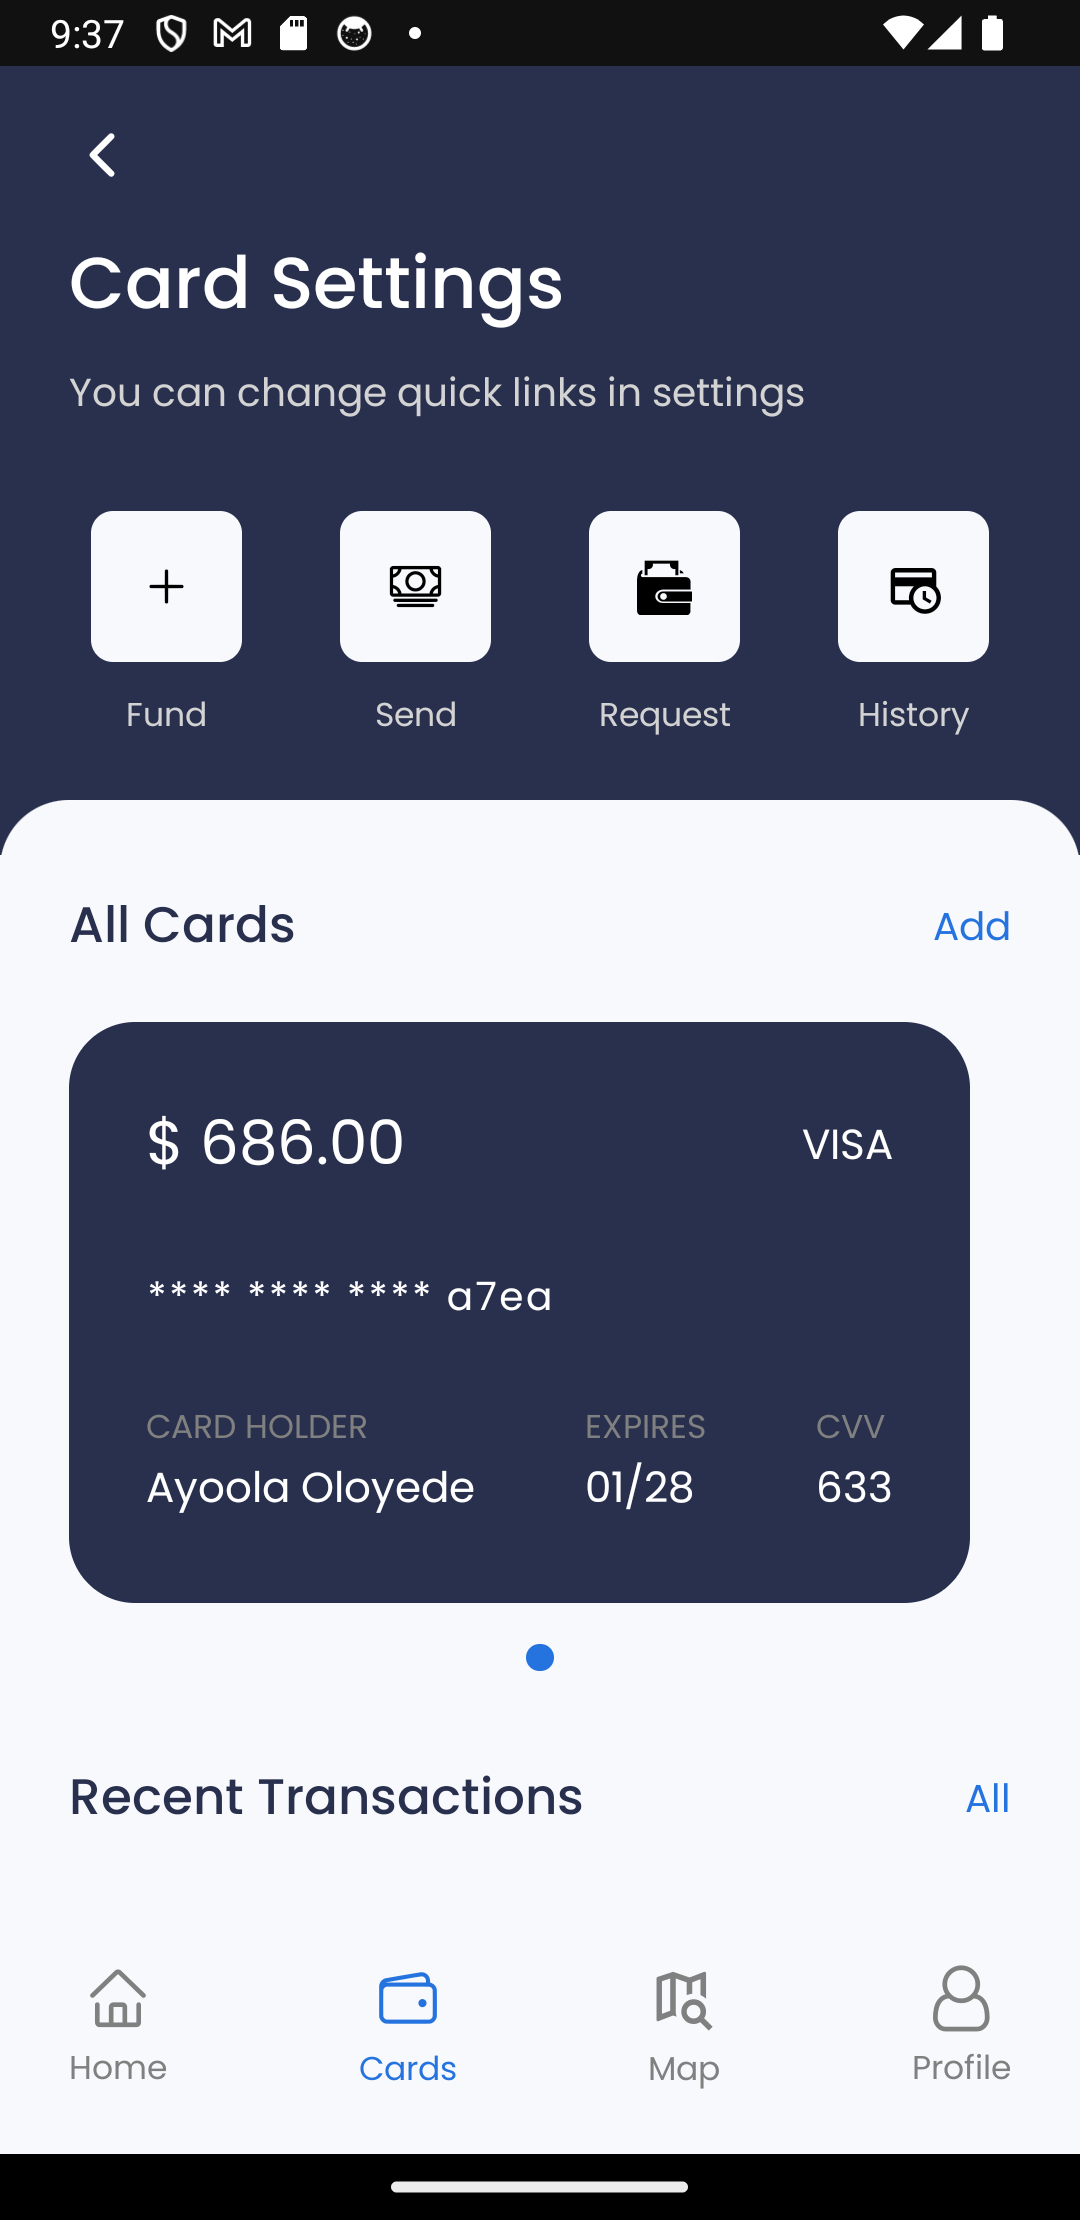 9:37
Card Settings
You can change quick links in settings
Fund Send Request History
All Cards Add
$ 686.00 VISA
**** **** **** a7ea
CARD HOLDER EXPIRES CVV
Ayoola Oloyede 01/28 633
Recent Transactions All
Home Cards Map Profile